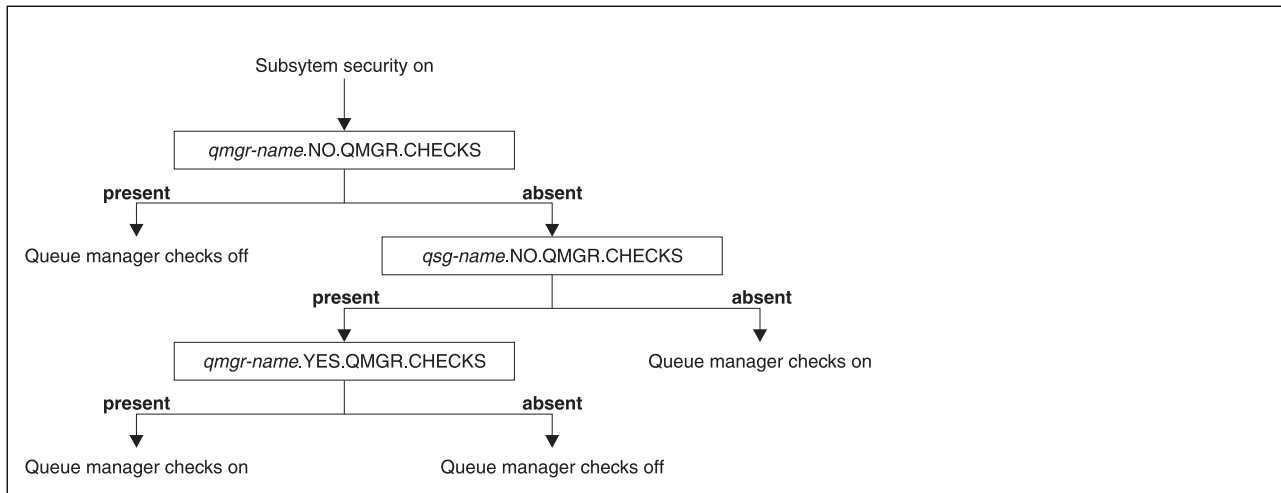 Subsytem security on
qmgr-name.NO.QMGR.CHECKS
present
absent
Queue manager checks off
qsg-name.NO.QMGR.CHECKS
present
absent
qmgr-name.YES.QMGR.CHECKS
Queue manager checks on
present
absent
Queue manager checks on
Queue manager checks off